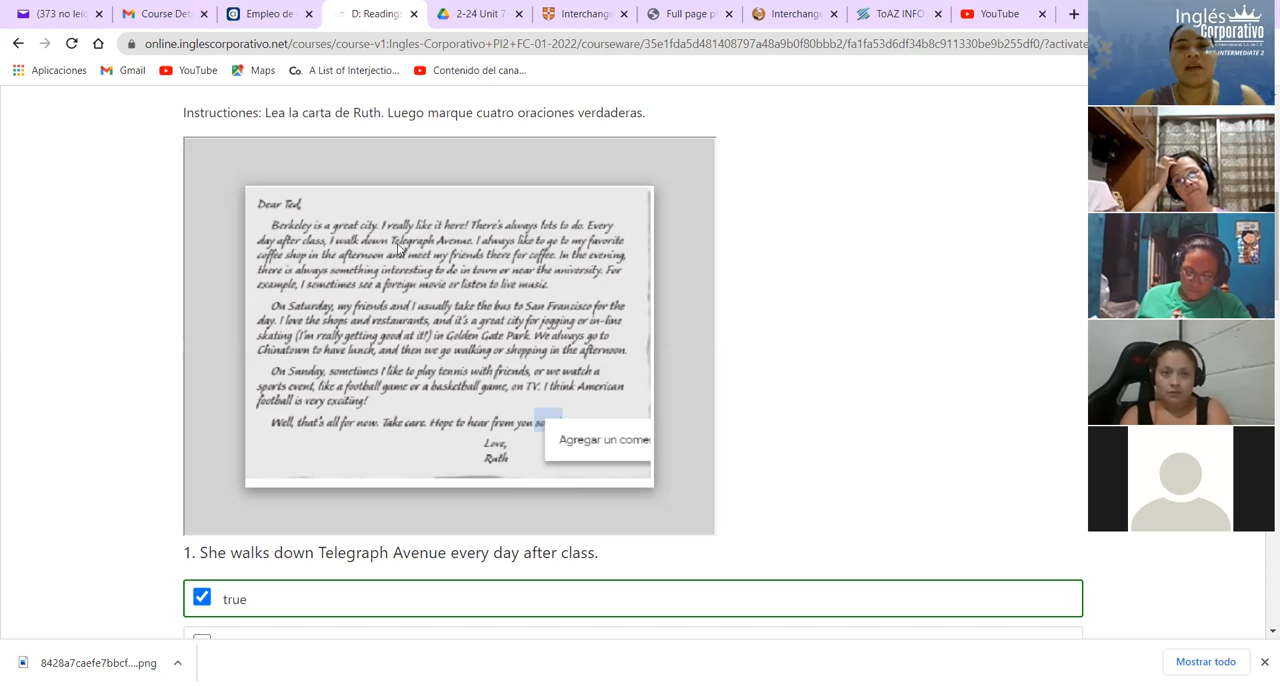 (373 no leíd
Course Deta
Empleo de
D: Readings
2-24 Unit 7
Interchange
Full page pl
Interchange
ToAZ INFO
YouTube
online.inglescorporativo.net/courses/course-v1:Ingles-Corporativo+PI2+FC-01-2022/courseware/35e1fda5d481408797a48a9b0f80bbb2/fa1fa53d6df34b8c911330be9b255df0/?activate
Aplicaciones
Gmail
YouTube
Maps
A List of Interjectio...
Contenido del cana...
Inglés
Corporativo
PRE INTERMEDIATE 2
Instructiones: Lea la carta de Ruth. Luego marque cuatro oraciones verdaderas.
Dear Ted,
Berkeley is a great city. I really like it here! There's always lots to do. Every
day after class, I walk down Telegraph Avenue. I always like to go to my favorite
coffee shop in the afternoon and meet my friends there for coffee. In the evening,
there is always something interesting to do in town or near the university. For
example, I sometimes see a foreign movie or listen to live music.
On Saturday, my friends and I usually take the bus to San Francisco for the
day. I love the shops and restaurants, and it's a great city for jogging or in-line
skating (I'm really getting good at it!) in Golden Gate Park. We always go to
Chinatown to have lunch, and then we go walking or shopping in the afternoon.
On Sunday, sometimes I like to play tennis with friends, or we watch a
sports event, like a football game or a basketball game, on TV. I think American
football is very exciting!
Well, that's all for now. Take care. Hope to hear from you so
Agregar un come
Love,
Ruth
1. She walks down Telegraph Avenue every day after class.
true
8428a7caefe7bbcf....png
Mostrar todo